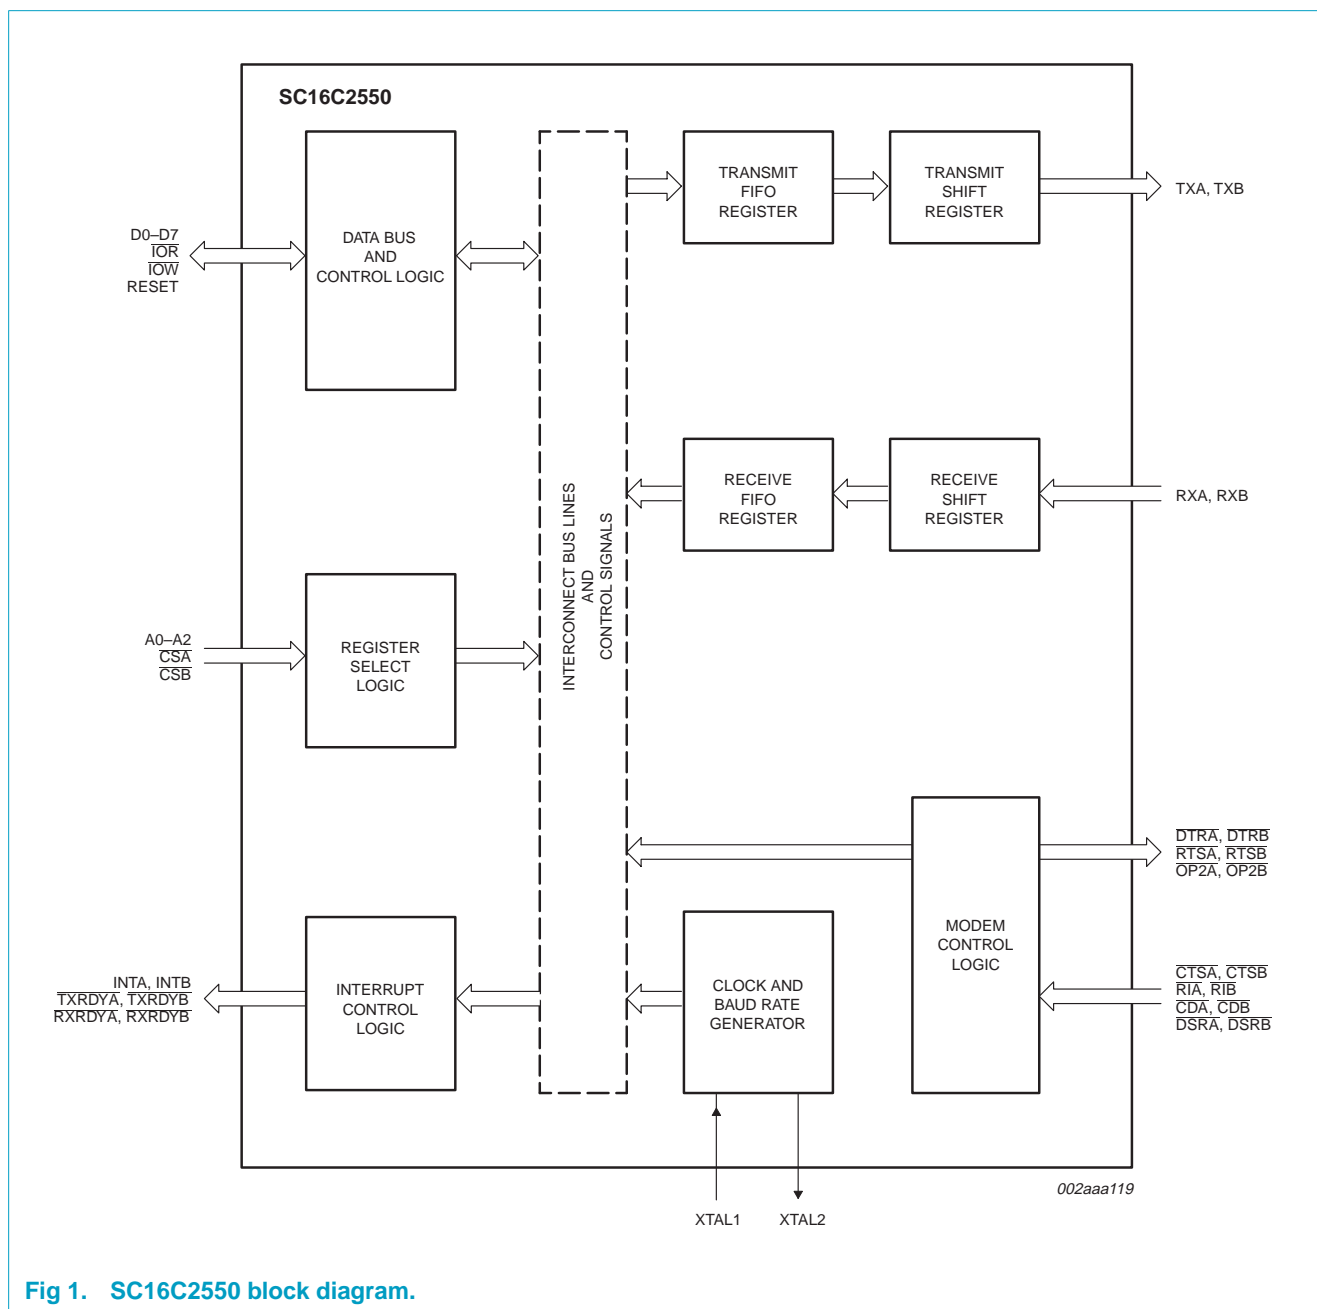 SC16C2550
D0–D7
IOR
IOW
RESET
DATA BUS
AND
CONTROL LOGIC
TRANSMIT
FIFO
REGISTER
TRANSMIT
SHIFT
REGISTER
TXA, TXB
RECEIVE
FIFO
REGISTER
RECEIVE
SHIFT
REGISTER
RXA, RXB
INTERCONNECT BUS LINES
AND
CONTROL SIGNALS
A0–A2
CSA
CSB
REGISTER
SELECT
LOGIC
DTRA, DTRB
RTSA, RTSB
OP2A, OP2B
MODEM
CONTROL
LOGIC
CTSA, CTSB
RIA, RIB
CDA, CDB
DSRA, DSRB
INTA, INTB
TXRDYA, TXRDYB
RXRDYA, RXRDYB
INTERRUPT
CONTROL
LOGIC
CLOCK AND
BAUD RATE
GENERATOR
XTAL1 XTAL2
002aaa119
Fig 1. SC16C2550 block diagram.